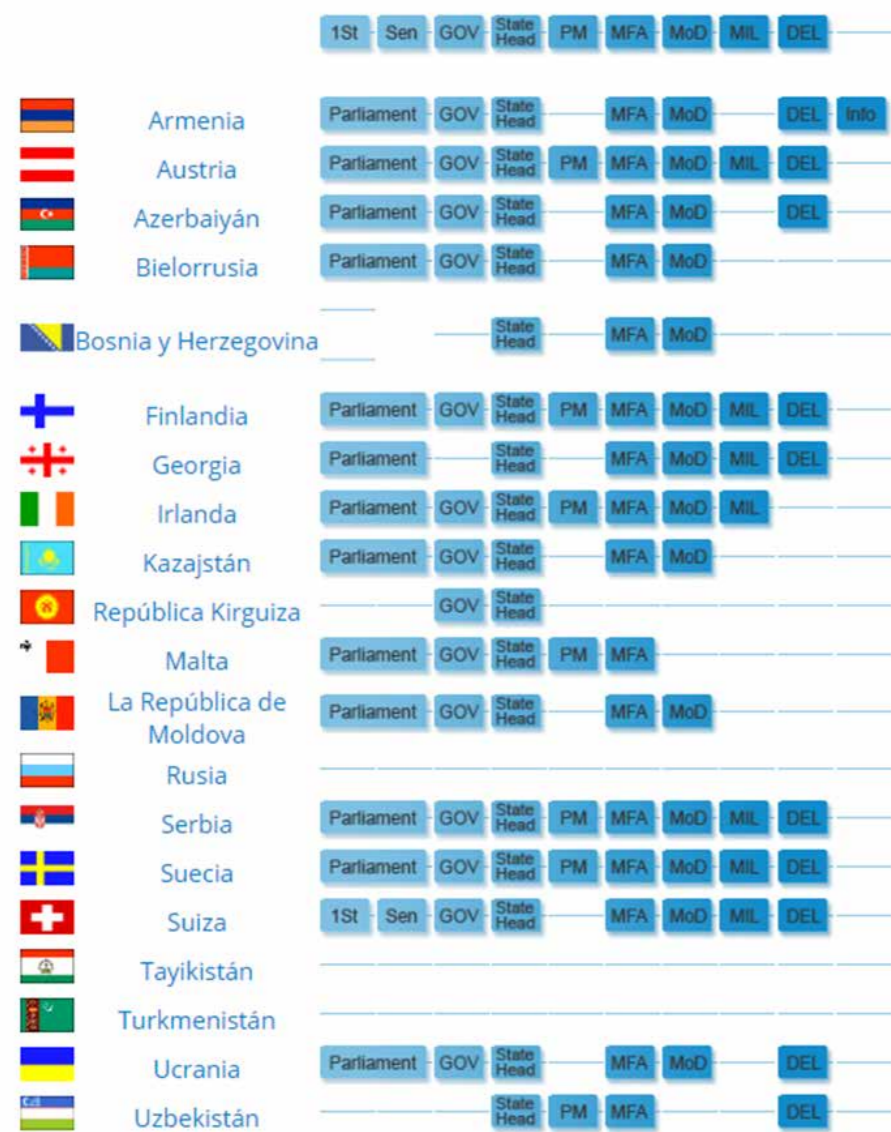 1St Sen GOV State Head PM MFA MoD MIL DEL
Armenia Parliament GOV State Head MFA MoD DEL Info
Austria Parliament GOV State Head PM MFA MoD MIL DEL
Azerbaiyán Parliament GOV State Head MFA MoD DEL
Bielorrusia Parliament GOV State Head MFA MoD
Bosnia y Herzegovina State Head MFA MoD
Finlandia Parliament GOV State Head PM MFA MoD MIL DEL
Georgia Parliament State Head MFA MoD MIL DEL
Irlanda Parliament GOV State Head PM MFA MoD MIL
Kazajstán Parliament GOV State Head MFA MoD
República Kirguiza GOV State Head
Malta Parliament GOV State Head PM MFA
La República de
Moldova Parliament GOV State Head MFA MoD
Rusia
Serbia Parliament GOV State Head PM MFA MoD MIL DEL
Suecia Parliament GOV State Head PM MFA MoD MIL DEL
Suiza 1St Sen GOV State Head MFA MoD MIL DEL
Tayikistán
Turkmenistán
Ucrania Parliament GOV State Head MFA MoD DEL
Uzbekistán State Head PM MFA DEL